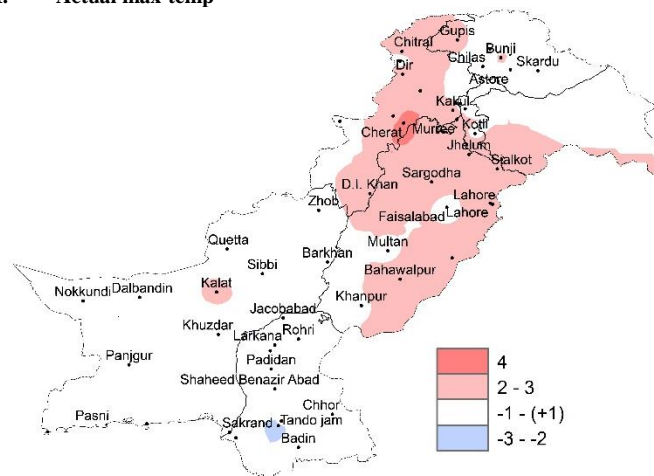 Actual max temp
Gupis
Chitral
Bunji
Chilas
Skardu
Dir
Astore
Kakul
Cherat
Murree
Kotli
Jhelum
Sialkot
Sargodha
D.I. Khan
Lahore
Zhob
Faisalabad
Lahore
Quetta
Multan
Barkhan
Sibbi
Bahawalpur
Kalat
Dalbandin
Nokkundi
Khanpur
Jacobabad
Khuzdar
Rohri
Larkana
Padidan
Panjgur
Shaheed Benazir Abad
Chhor
Pasni
Sakrand
Tando jam
Badin
4
2 - 3
-1 - (+1)
-3 - -2